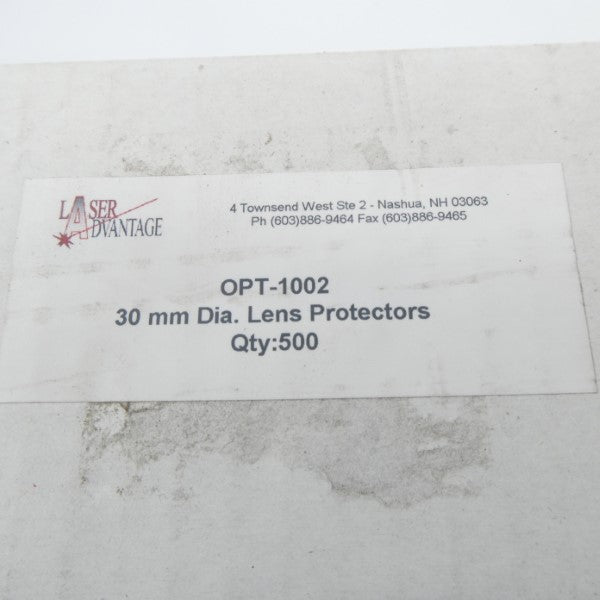 LASER
ADVANTAGE
4 Townsend West Ste 2 - Nashua, NH 03063
Ph (603)886-9464 Fax (603)886-9465
OPT-1002
30 mm Dia. Lens Protectors
Qty:500